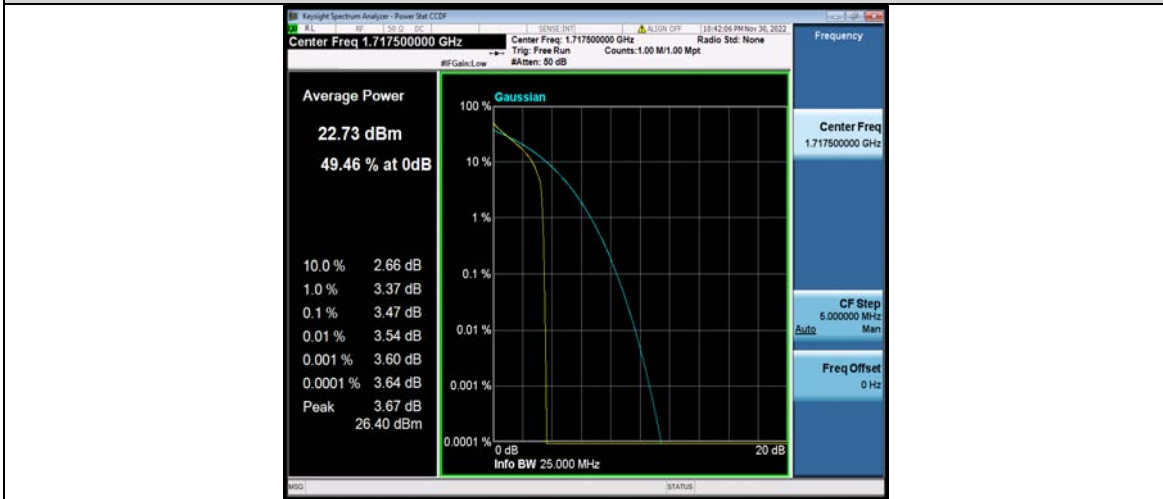 Keysight Spectrum Analyzer - Power Stat CCDF
RL RF 50 Ω DC SENSE:INT ALIGN OFF 10:42:06 PM Nov 30, 2022
Center Freq 1.717500000 GHz
Center Freq: 1.717500000 GHz Radio Std: None
Trig: Free Run Counts:1.00 M/1.00 Mpt
#IFGain:Low #Atten: 50 dB
Frequency
Average Power
22.73 dBm
49.46 % at 0dB
10.0 % 2.66 dB
1.0 % 3.37 dB
0.1 % 3.47 dB
0.01 % 3.54 dB
0.001 % 3.60 dB
0.0001 % 3.64 dB
Peak 3.67 dB
26.40 dBm
Gaussian
100 %
10 %
1 %
0.1 %
0.01 %
0.001 %
0.0001 %
0 dB 20 dB
Info BW 25.000 MHz
Center Freq
1.717500000 GHz
CF Step
5.000000 MHz
Auto Man
Freq Offset
0 Hz
MSG STATUS